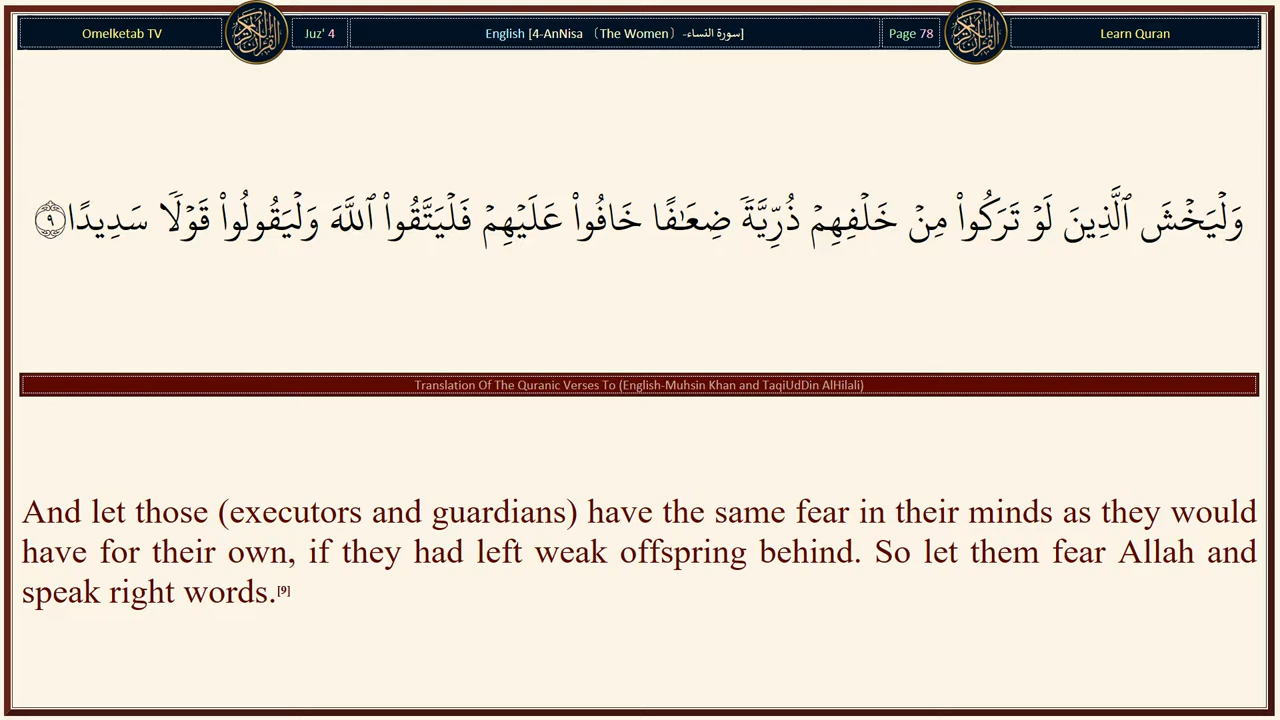 Omelketab TV
Juz' 4
English [4-AnNisa （The Women）-سورة النساء]
Page 78
Learn Quran
وَلۡيَخۡشَ ٱلَّذِينَ لَوۡ تَرَكُواْ مِنۡ خَلۡفِهِمۡ ذُرِّيَّةٗ ضِعَٰفًا خَافُواْ عَلَيۡهِمۡ فَلۡيَتَّقُواْ ٱللَّهَ وَلۡيَقُولُواْ قَوۡلٗا سَدِيدًا ٩
Translation Of The Quranic Verses To (English-Muhsin Khan and TaqiUdDin AlHilali)
And let those (executors and guardians) have the same fear in their minds as they would
have for their own, if they had left weak offspring behind. So let them fear Allah and
speak right words.[9]